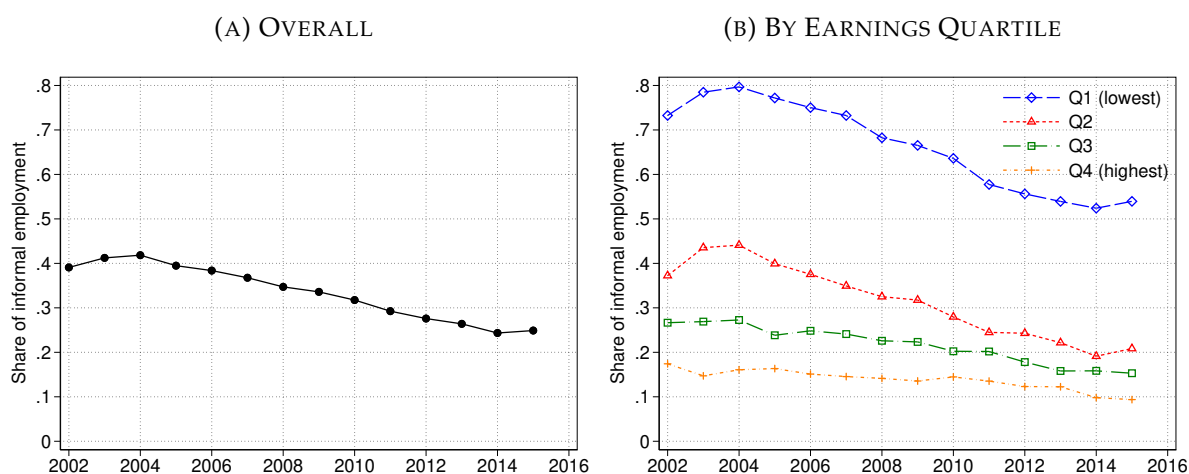 (A) OVERALL
Share of informal employment
.8
.7
.6
.5
.4
.3
.2
.1
0
2002 2004 2006 2008 2010 2012 2014 2016
(B) BY EARNINGS QUARTILE
Share of informal employment
.8
.7
.6
.5
.4
.3
.2
.1
0
2002 2004 2006 2008 2010 2012 2014 2016
Q1 (lowest)
Q2
Q3
Q4 (highest)